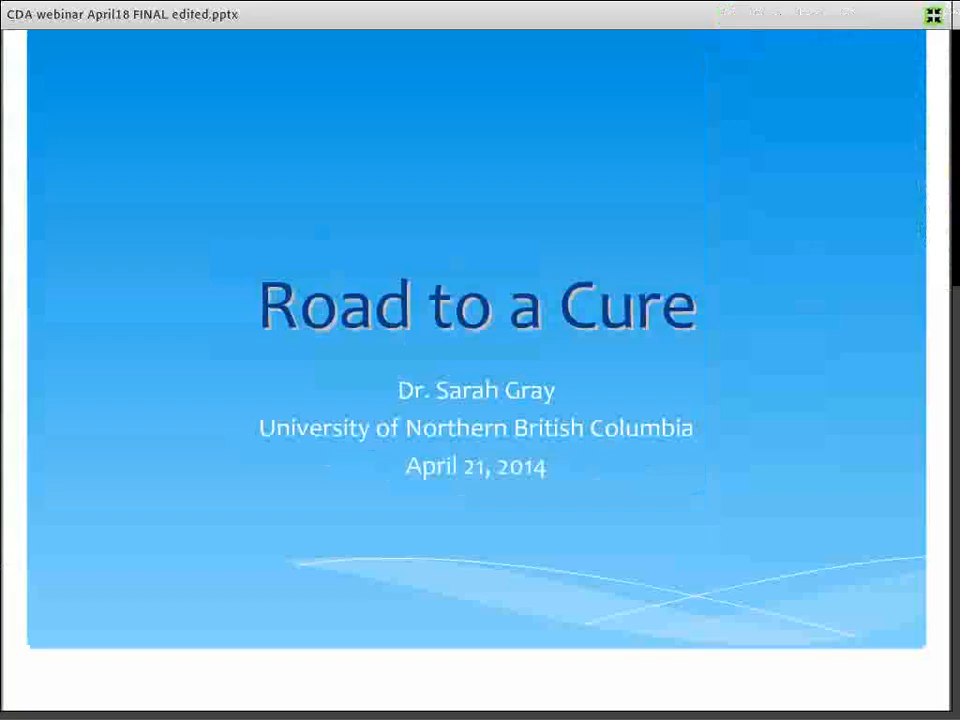 CDA webinar April18 FINAL edited.pptx
Road to a Cure
Dr. Sarah Gray
University of Northern British Columbia
April 21, 2014